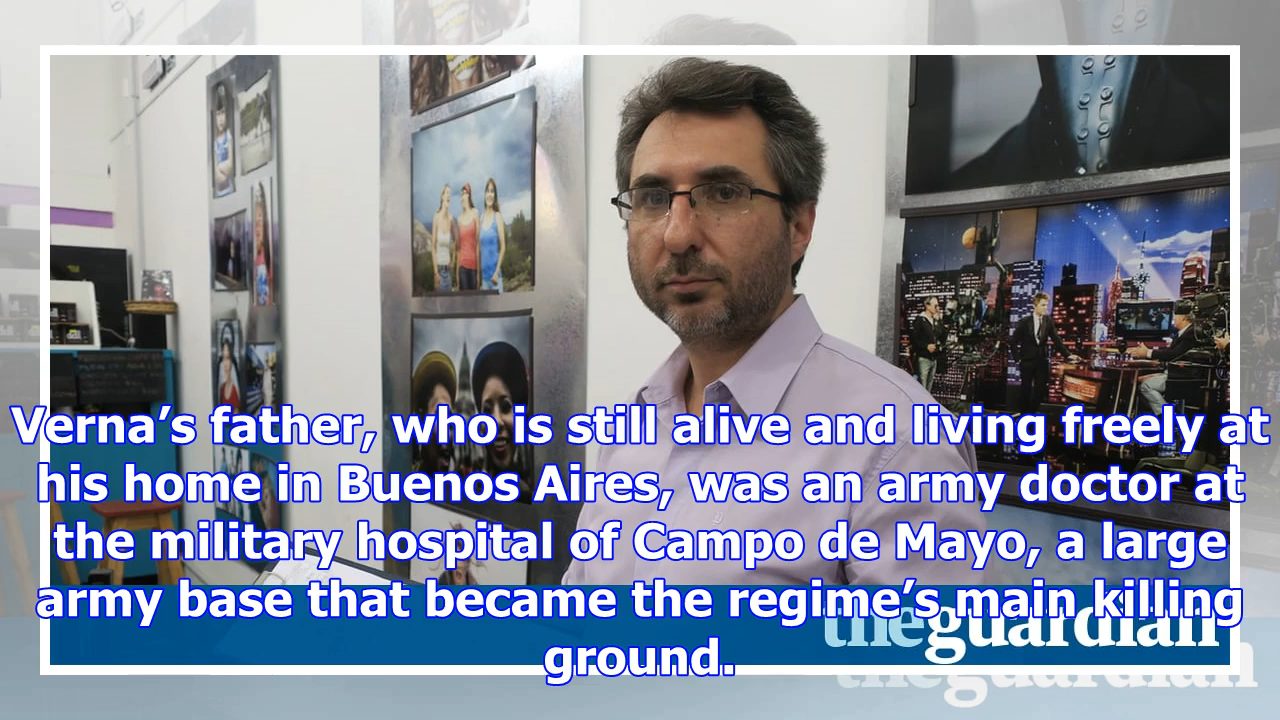 Verna’s father, who is still alive and living freely at
his home in Buenos Aires, was an army doctor at
the military hospital of Campo de Mayo, a large
army base that became the regime’s main killing
ground.
theguardian
theguardian